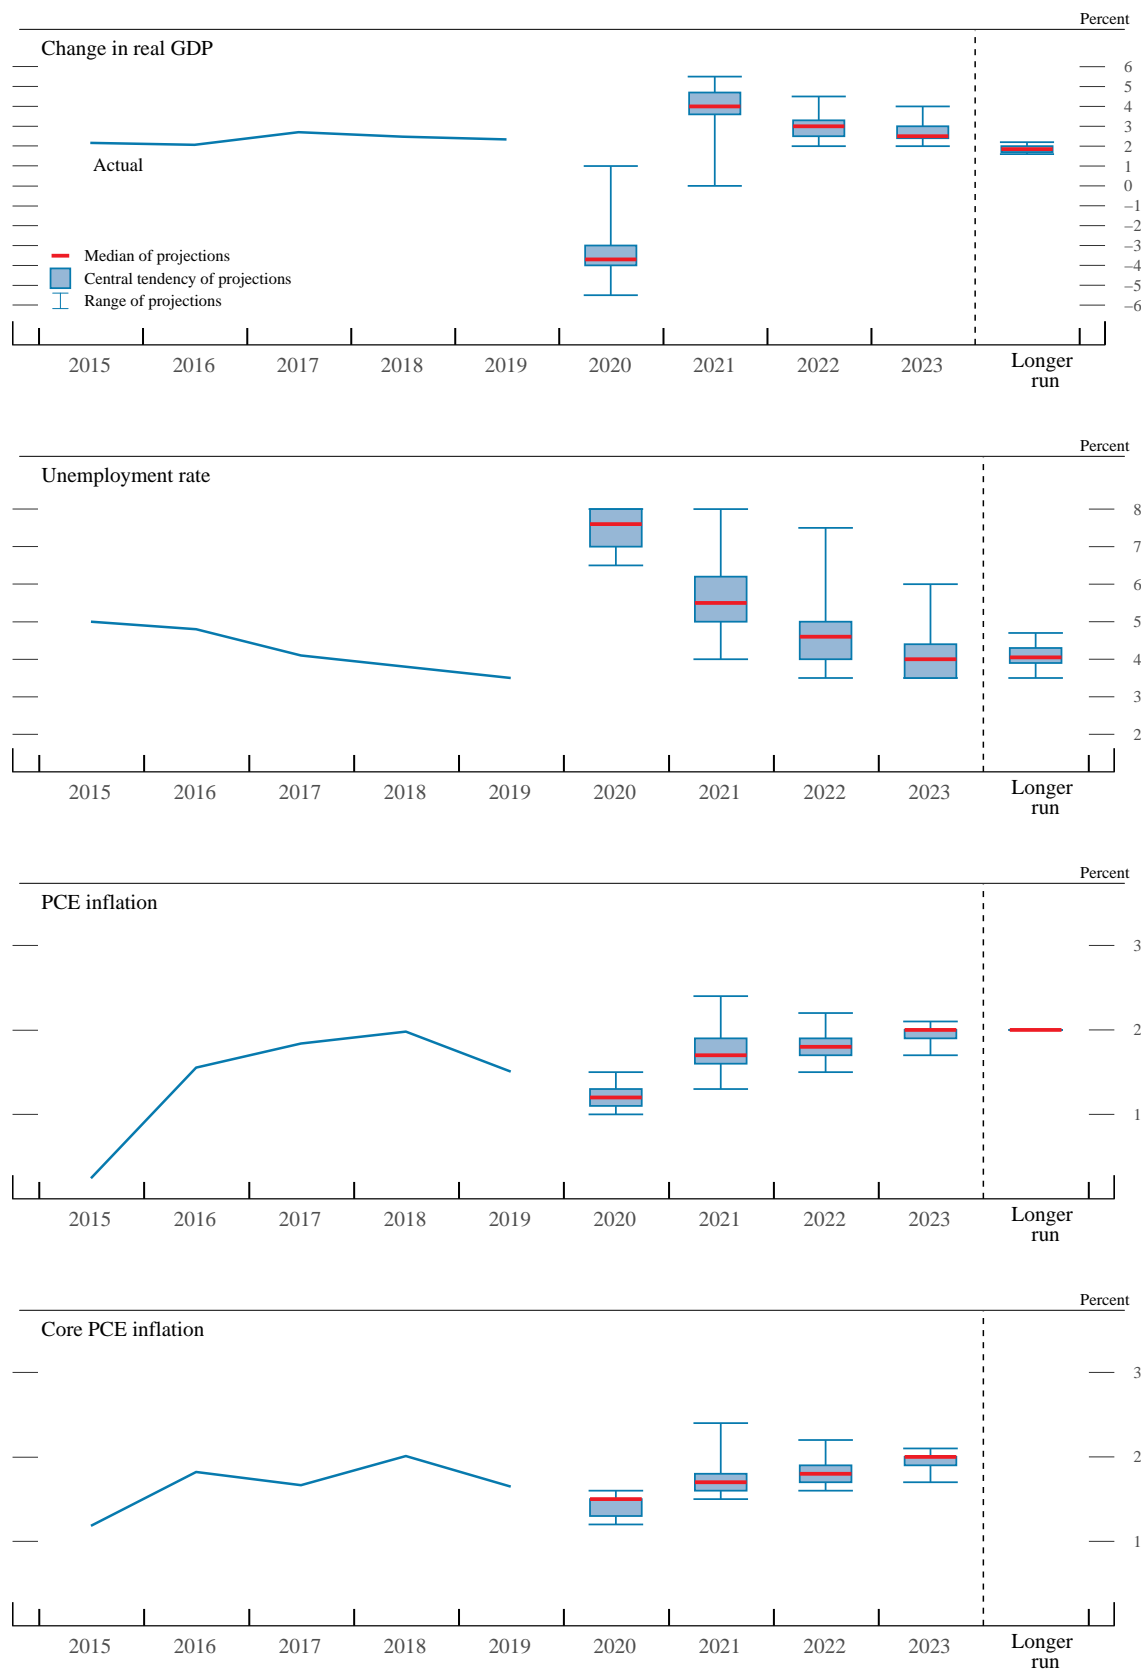 Percent
Change in real GDP
6
5
4
3
2
1
0
−1
−2
−3
−4
−5
−6
Actual
Median of projections
Central tendency of projections
Range of projections
2015 2016 2017 2018 2019 2020 2021 2022 2023 Longer
run
Percent
Unemployment rate
8
7
6
5
4
3
2
2015 2016 2017 2018 2019 2020 2021 2022 2023 Longer
run
Percent
PCE inflation
3
2
1
2015 2016 2017 2018 2019 2020 2021 2022 2023 Longer
run
Percent
Core PCE inflation
3
2
1
2015 2016 2017 2018 2019 2020 2021 2022 2023 Longer
run